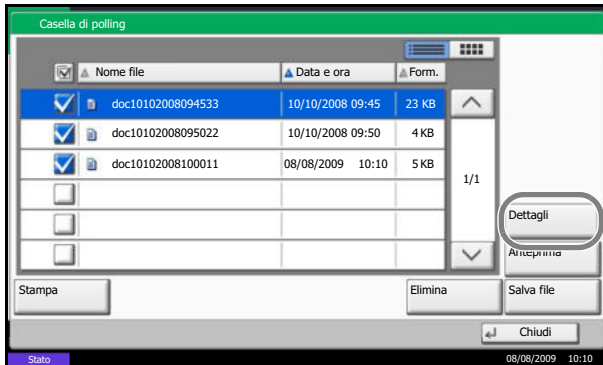 Casella di polling
Nome file Data e ora Form.
doc10102008094533 10/10/2008 09:45 23 KB
doc10102008095022 10/10/2008 09:50 4 KB
doc10102008100011 08/08/2009 10:10 5 KB
1/1
Dettagli
Anteprima
Stampa Elimina Salva file
Chiudi
Stato 08/08/2009 10:10